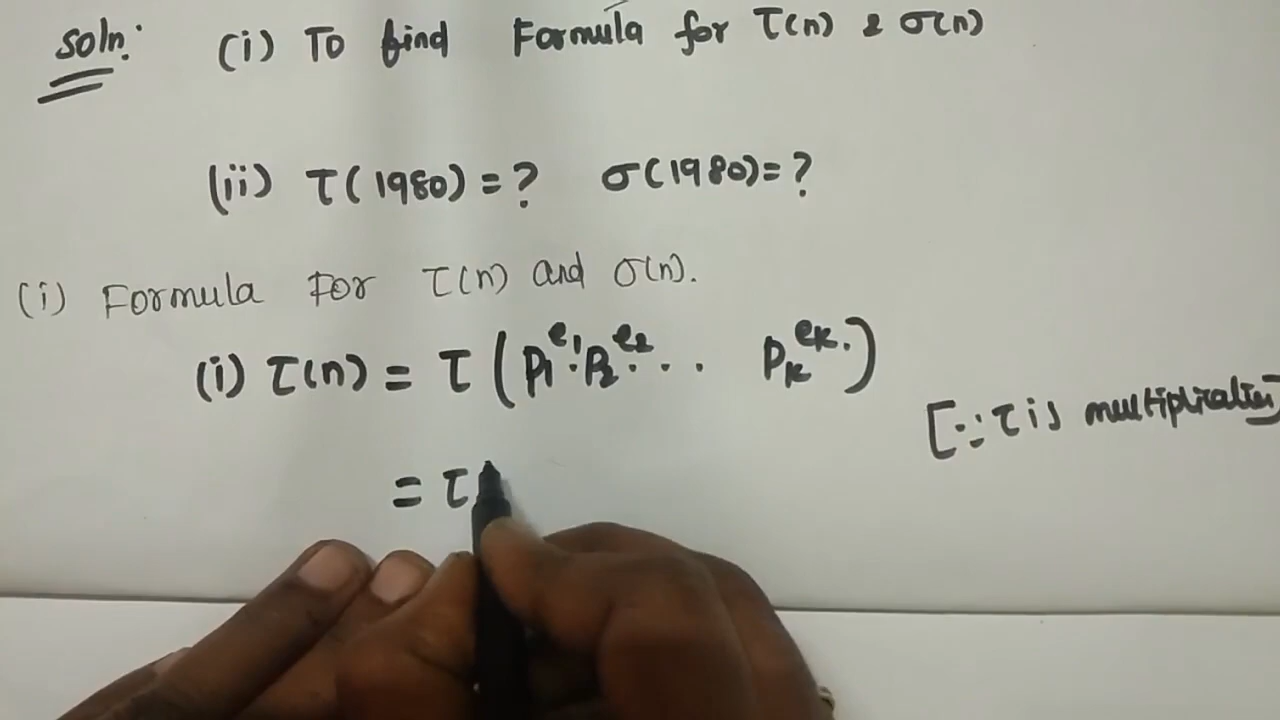 Soln: (i) To find Formula for τ(n) & σ(n)
(ii) τ(1980)=? σ(1980)=?
(i) Formula For τ(n) and σ(n).
(i) τ(n) = τ(p₁^e₁·p₂^e₂... pₖ^eₖ.)
[∵ τ is multiplicative]
= τ